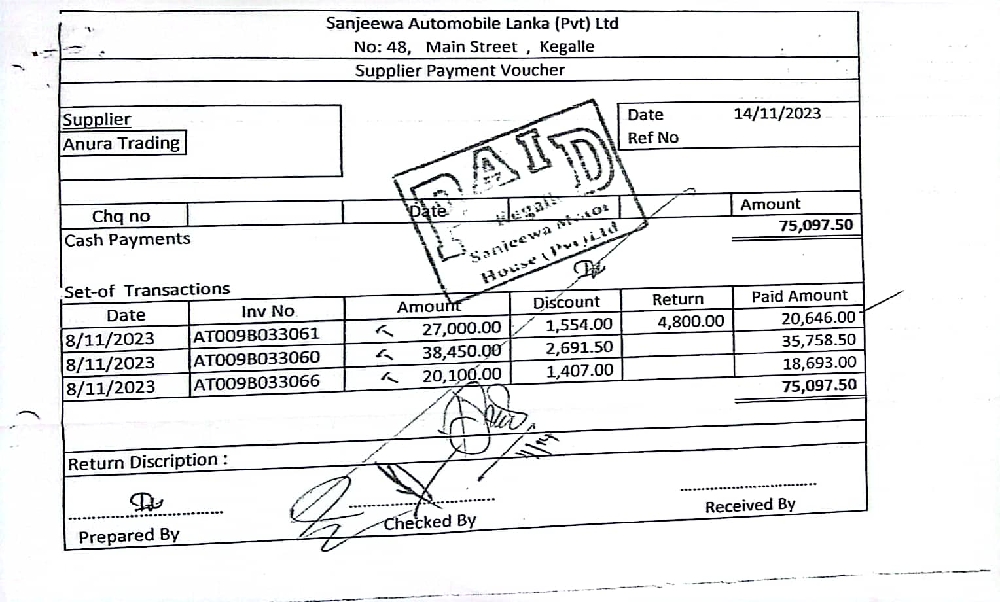 Sanjeewa Automobile Lanka (Pvt) Ltd
No: 48, Main Street , Kegalle
Supplier Payment Voucher
Supplier
Anura Trading
Date 14/11/2023
Ref No
PAID
Kegalle
Sanjeewa Motor
House (Pvt) Ltd
Chq no Date Amount
Cash Payments 75,097.50
Set-of Transactions
Date Inv No Amount Discount Return Paid Amount
8/11/2023 AT009B033061 27,000.00 1,554.00 4,800.00 20,646.00
8/11/2023 AT009B033060 38,450.00 2,691.50 35,758.50
8/11/2023 AT009B033066 20,100.00 1,407.00 18,693.00
75,097.50
Return Discription :
Prepared By Checked By Received By